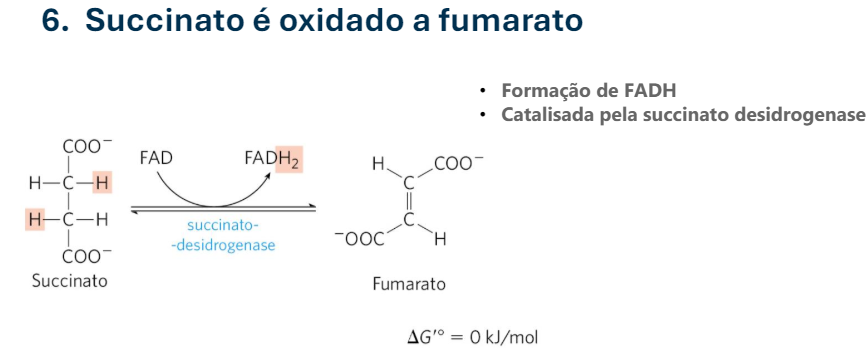 6. Succinato é oxidado a fumarato
• Formação de FADH
• Catalisada pela succinato desidrogenase
COO⁻
H—C—H
H—C—H
COO⁻
Succinato
FAD FADH₂
succinato-
-desidrogenase
H COO⁻
C
C
⁻OOC H
Fumarato
ΔG′° = 0 kJ/mol